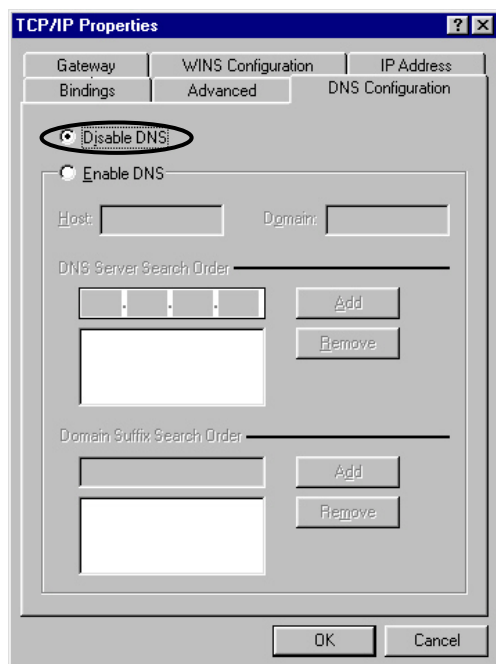 TCP/IP Properties
Gateway WINS Configuration IP Address
Bindings Advanced DNS Configuration
Disable DNS
Enable DNS
Host: Domain:
DNS Server Search Order
Add
Remove
Domain Suffix Search Order
Add
Remove
OK Cancel